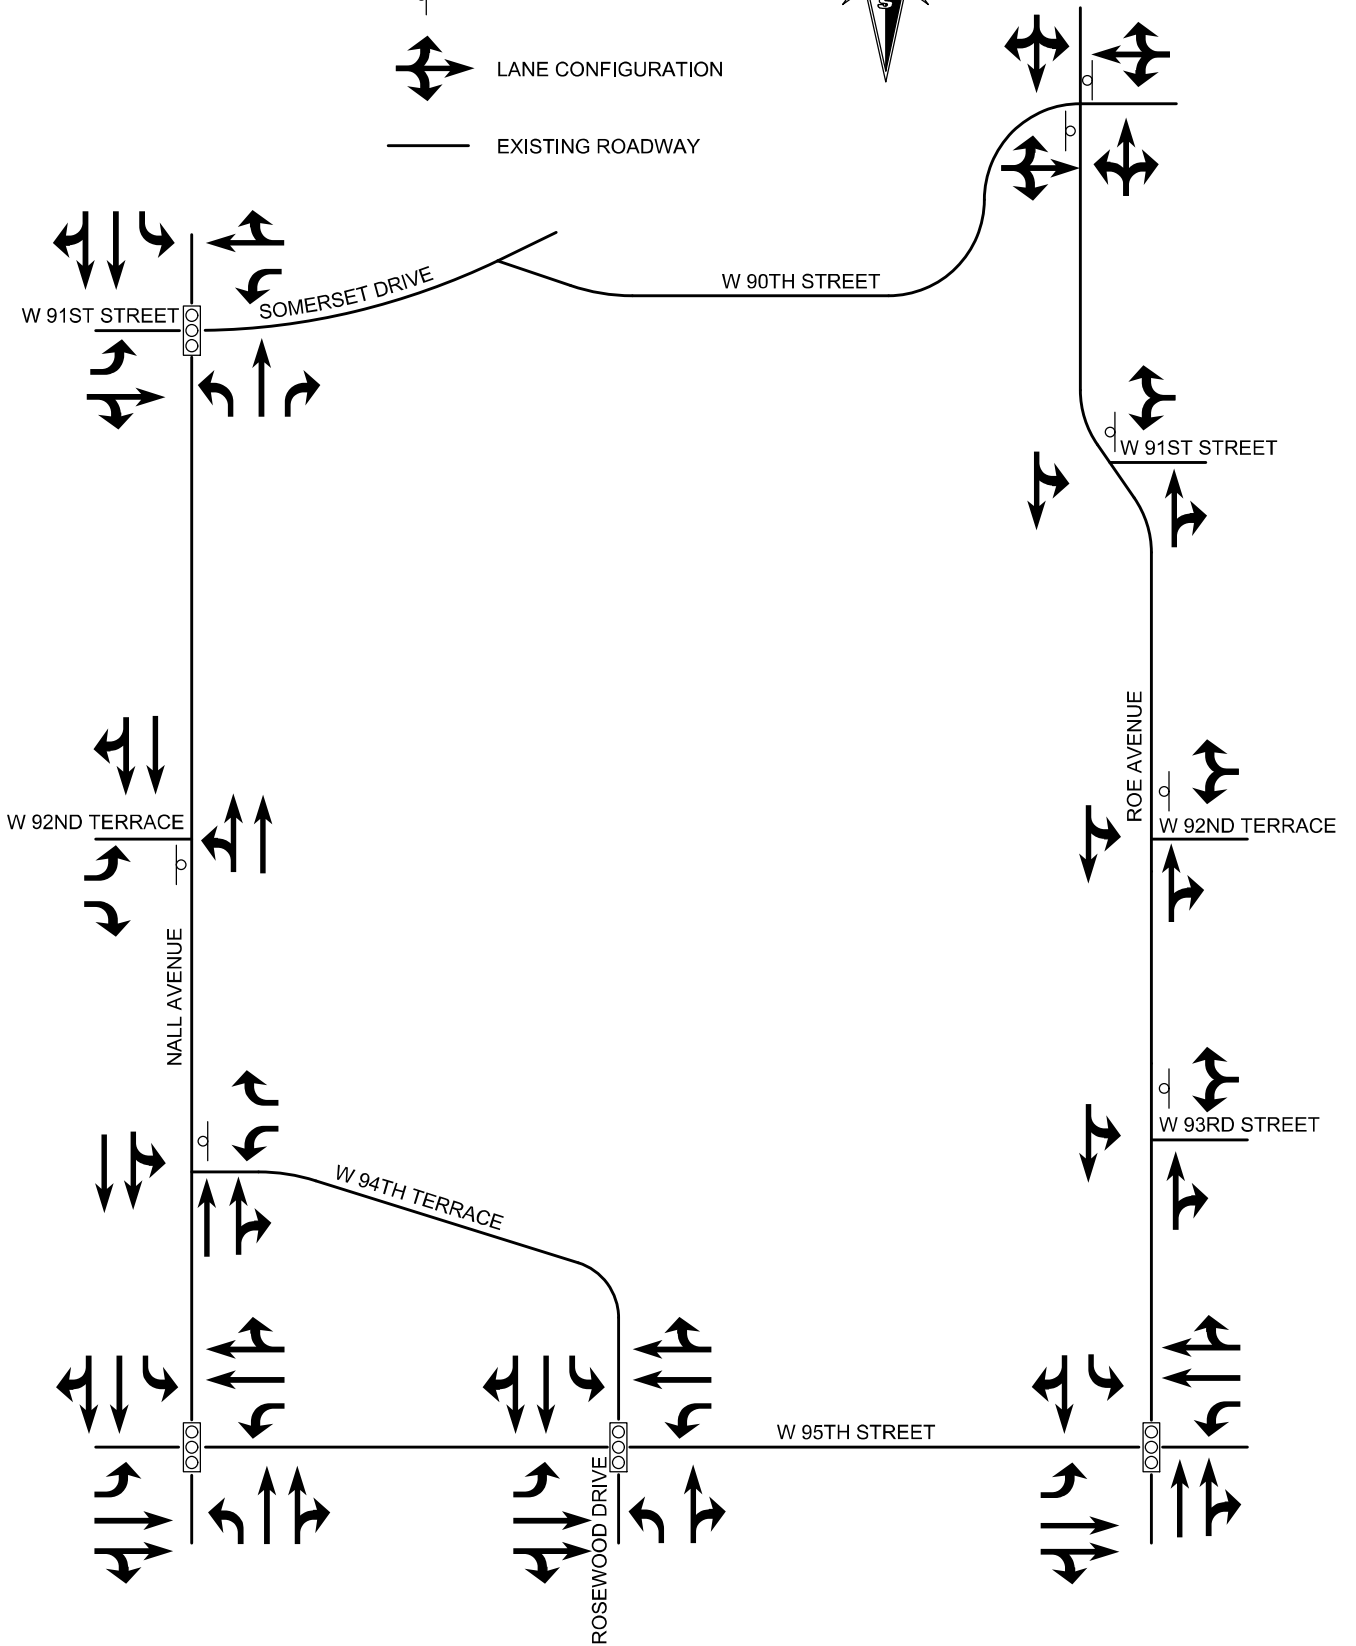 S
LANE CONFIGURATION
EXISTING ROADWAY
W 91ST STREET
SOMERSET DRIVE
W 90TH STREET
W 91ST STREET
ROE AVENUE
W 92ND TERRACE
W 92ND TERRACE
NALL AVENUE
W 93RD STREET
W 94TH TERRACE
W 95TH STREET
ROSEWOOD DRIVE